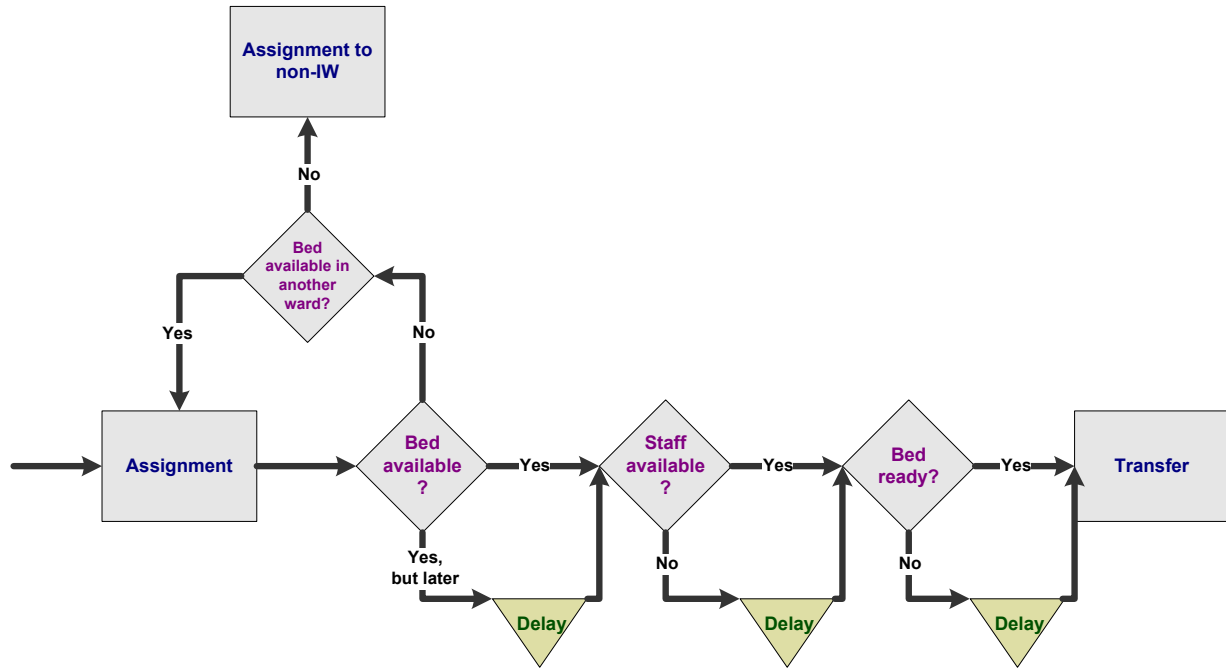 Assignment to
non-IW
No
Bed
available in
another
ward?
Yes
No
Assignment
Bed
available
?
Yes
Staff
available
?
Yes
Bed
ready?
Yes
Transfer
Yes,
but later
No
No
Delay
Delay
Delay